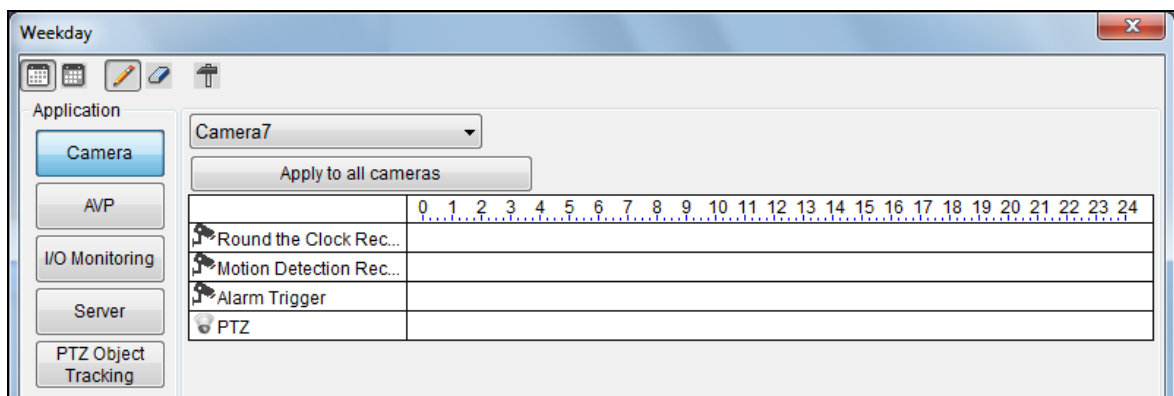 Weekday
Application
Camera
AVP
I/O Monitoring
Server
PTZ Object
Tracking
Camera7
Apply to all cameras
0 1 2 3 4 5 6 7 8 9 10 11 12 13 14 15 16 17 18 19 20 21 22 23 24
Round the Clock Rec...
Motion Detection Rec...
Alarm Trigger
PTZ